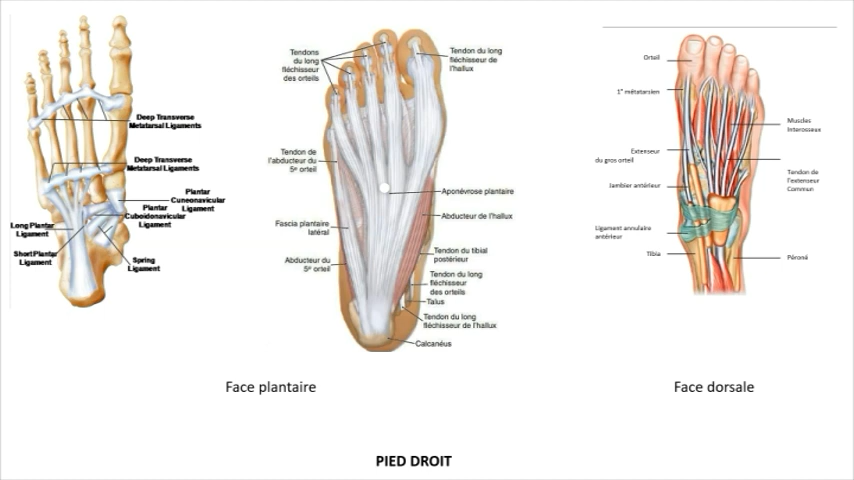 Deep Transverse
Metatarsal Ligaments
Deep Transverse
Metatarsal Ligaments
Plantar
Cuneonavicular
Ligament
Plantar
Cuboidonavicular
Ligament
Long Plantar
Ligament
Short Plantar
Ligament
Spring
Ligament
Tendons
du long
fléchisseur
des orteils
Tendon du long
fléchisseur de
l'hallux
Tendon de
l'abducteur du
5e orteil
Aponévrose plantaire
Abducteur de l'hallux
Fascia plantaire
latéral
Abducteur du
5e orteil
Tendon du tibial
postérieur
Tendon du long
fléchisseur
des orteils
Talus
Tendon du long
fléchisseur de l'hallux
Calcanéus
Orteil
1° métatarsien
Muscles
Interosseux
Extenseur
du gros orteil
Tendon de
l'extenseur
Commun
Jambier antérieur
Ligament annulaire
antérieur
Tibia
Péroné
Face plantaire
Face dorsale
PIED DROIT